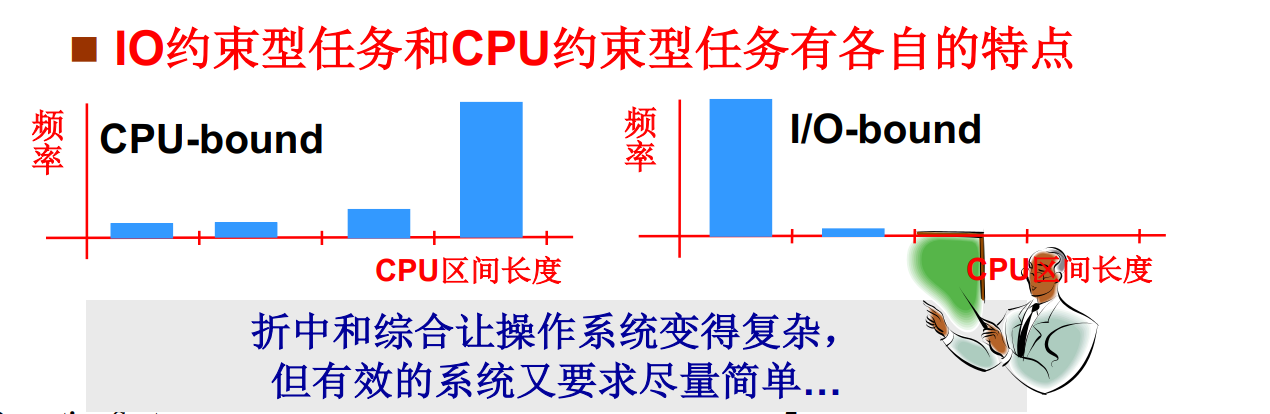 IO约束型任务和CPU约束型任务有各自的特点
频率
CPU-bound
CPU区间长度
频率
I/O-bound
CPU区间长度
折中和综合让操作系统变得复杂，
但有效的系统又要求尽量简单...